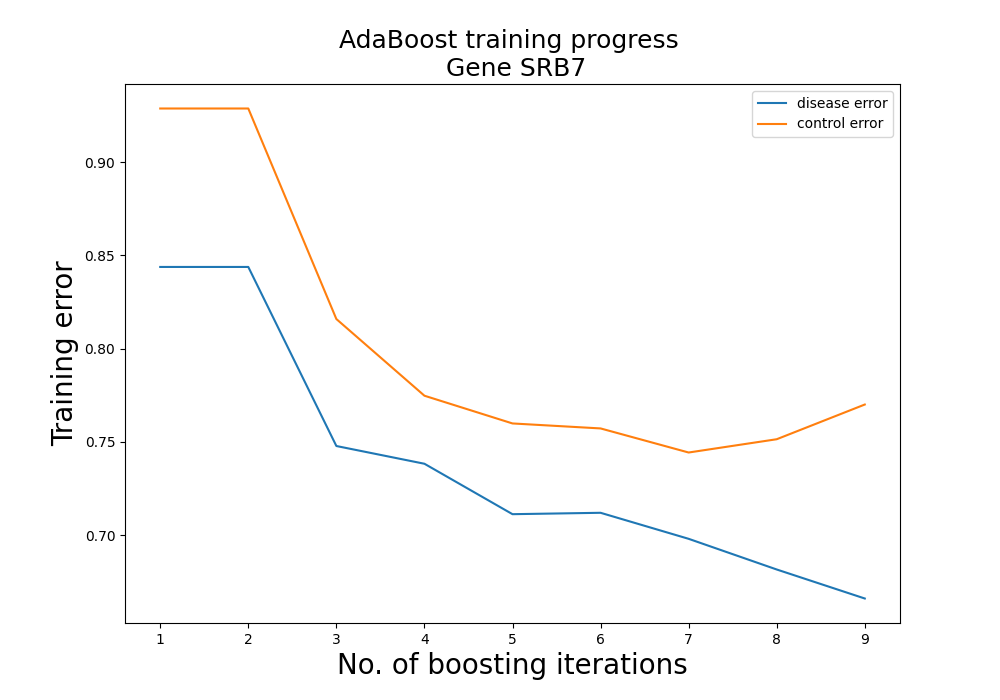 AdaBoost training progress
Gene SRB7
disease error
control error
0.90
0.85
0.80
0.75
0.70
Training error
1 2 3 4 5 6 7 8 9
No. of boosting iterations